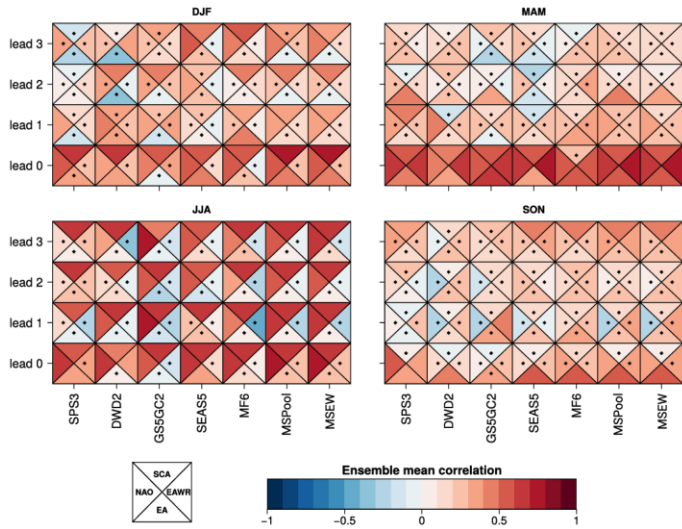 DJF
MAM
lead 3
lead 2
lead 1
lead 0
JJA
SON
lead 3
lead 2
lead 1
lead 0
SPS3
DWD2
GS5GC2
SEAS5
MF6
MSPool
MSEW
SPS3
DWD2
GS5GC2
SEAS5
MF6
MSPool
MSEW
SCA
NAO EAWR
EA
Ensemble mean correlation
−1 −0.5 0 0.5 1